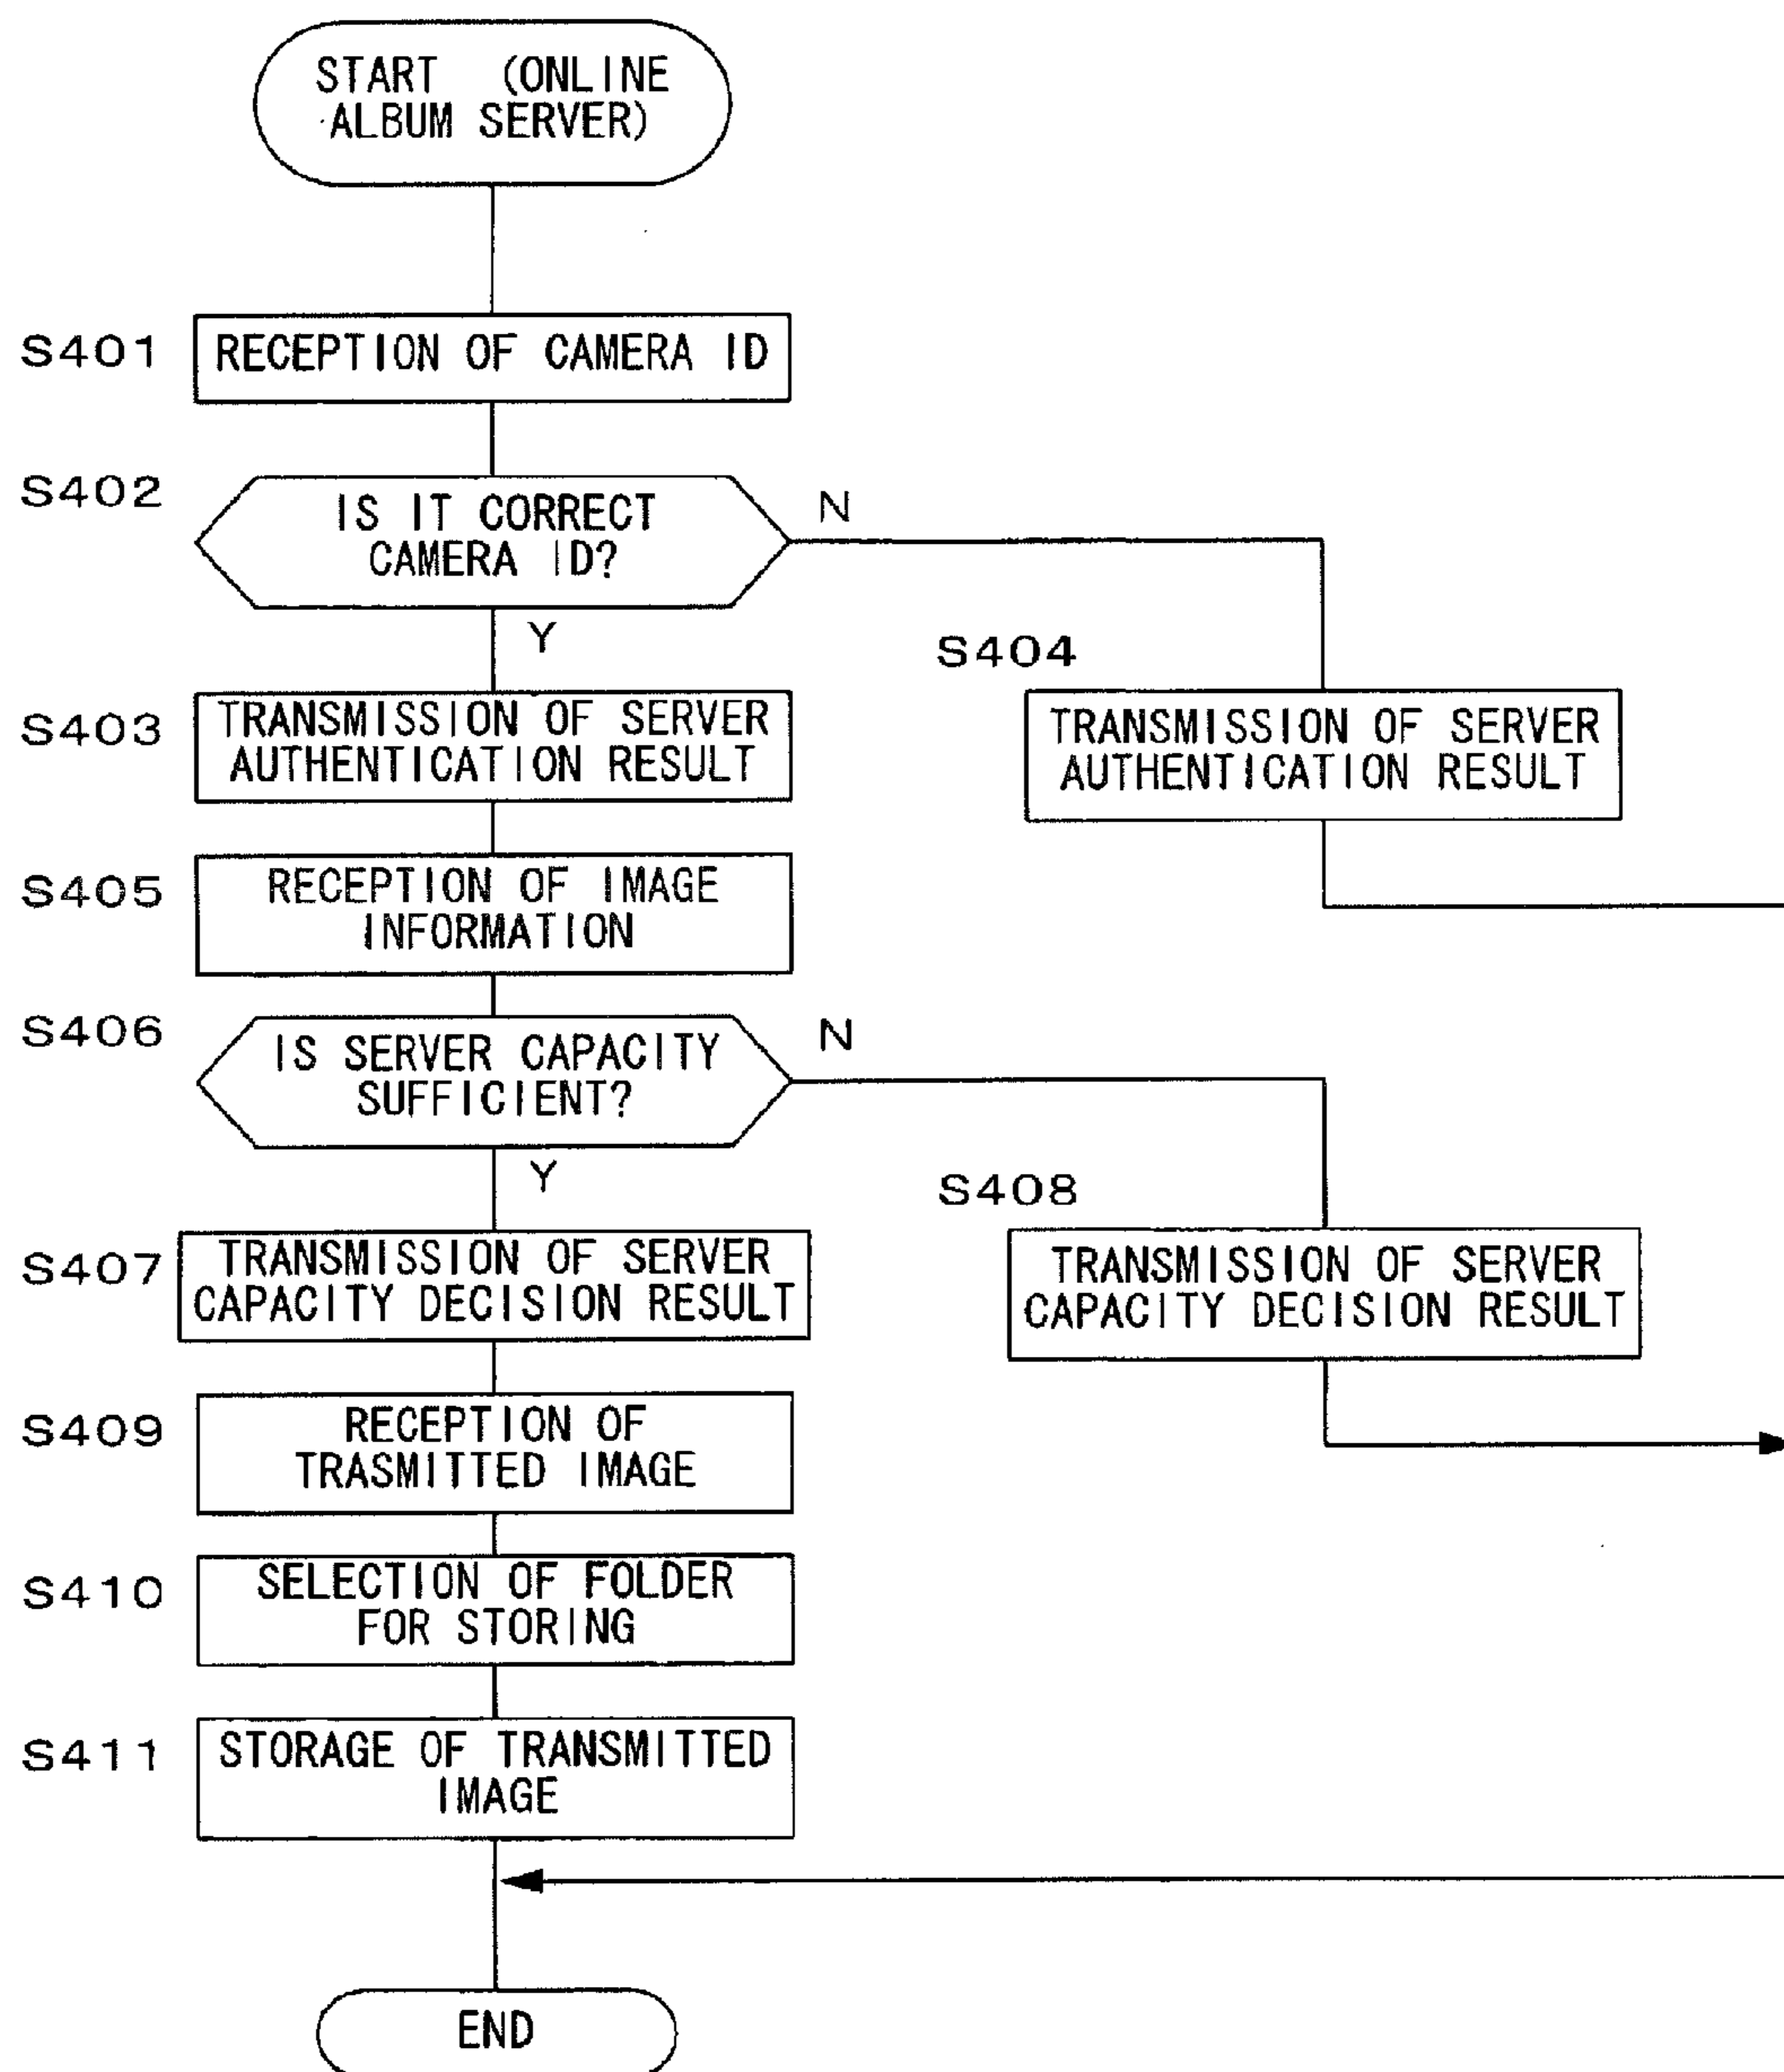 START (ONLINE
ALBUM SERVER)
S401
RECEPTION OF CAMERA ID
S402
IS IT CORRECT
CAMERA ID?
N
Y
S403
TRANSMISSION OF SERVER
AUTHENTICATION RESULT
S404
TRANSMISSION OF SERVER
AUTHENTICATION RESULT
S405
RECEPTION OF IMAGE
INFORMATION
S406
IS SERVER CAPACITY
SUFFICIENT?
N
Y
S407
TRANSMISSION OF SERVER
CAPACITY DECISION RESULT
S408
TRANSMISSION OF SERVER
CAPACITY DECISION RESULT
S409
RECEPTION OF
TRASMITTED IMAGE
S410
SELECTION OF FOLDER
FOR STORING
S411
STORAGE OF TRANSMITTED
IMAGE
END